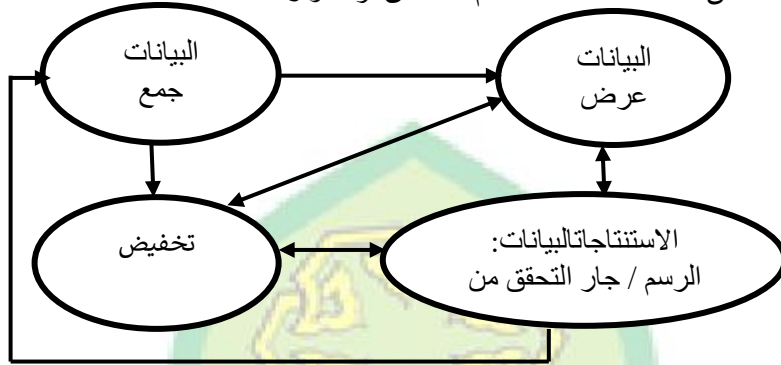 البيانات
جمع
البيانات
عرض
تخفيض
الاستنتاجاتالبيانات:
الرسم / جار التحقق من